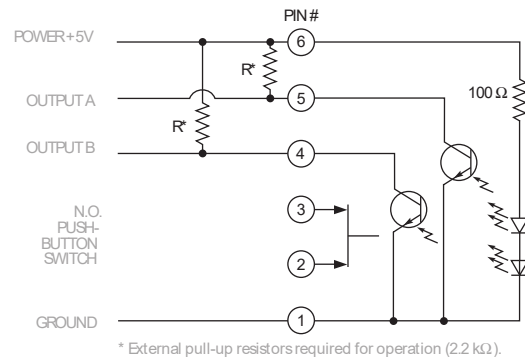 PIN #
POWER+5V
6
R*
OUTPUT A
5
100 Ω
R*
OUTPUT B
4
N.O.
PUSH-
BUTTON
SWITCH
3
2
GROUND
1
* External pull-up resistors required for operation (2.2 kΩ).